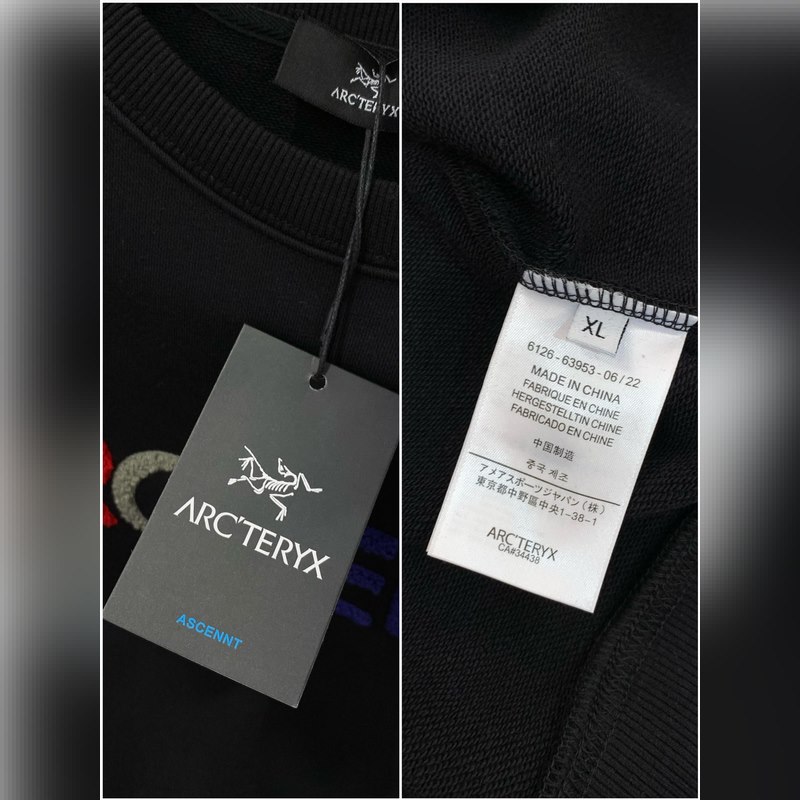 ARC'TERYX
ARC'TERYX
ASCENNT
XL
6126-63953-06/22
MADE IN CHINA
FABRIQUE EN CHINE
HERGESTELLTIN CHINE
FABRICADO EN CHINE
中国制造
중국 제조
アメアスポーツジャパン(株)
東京都中野區中央1-38-1
ARC'TERYX
CA#34438